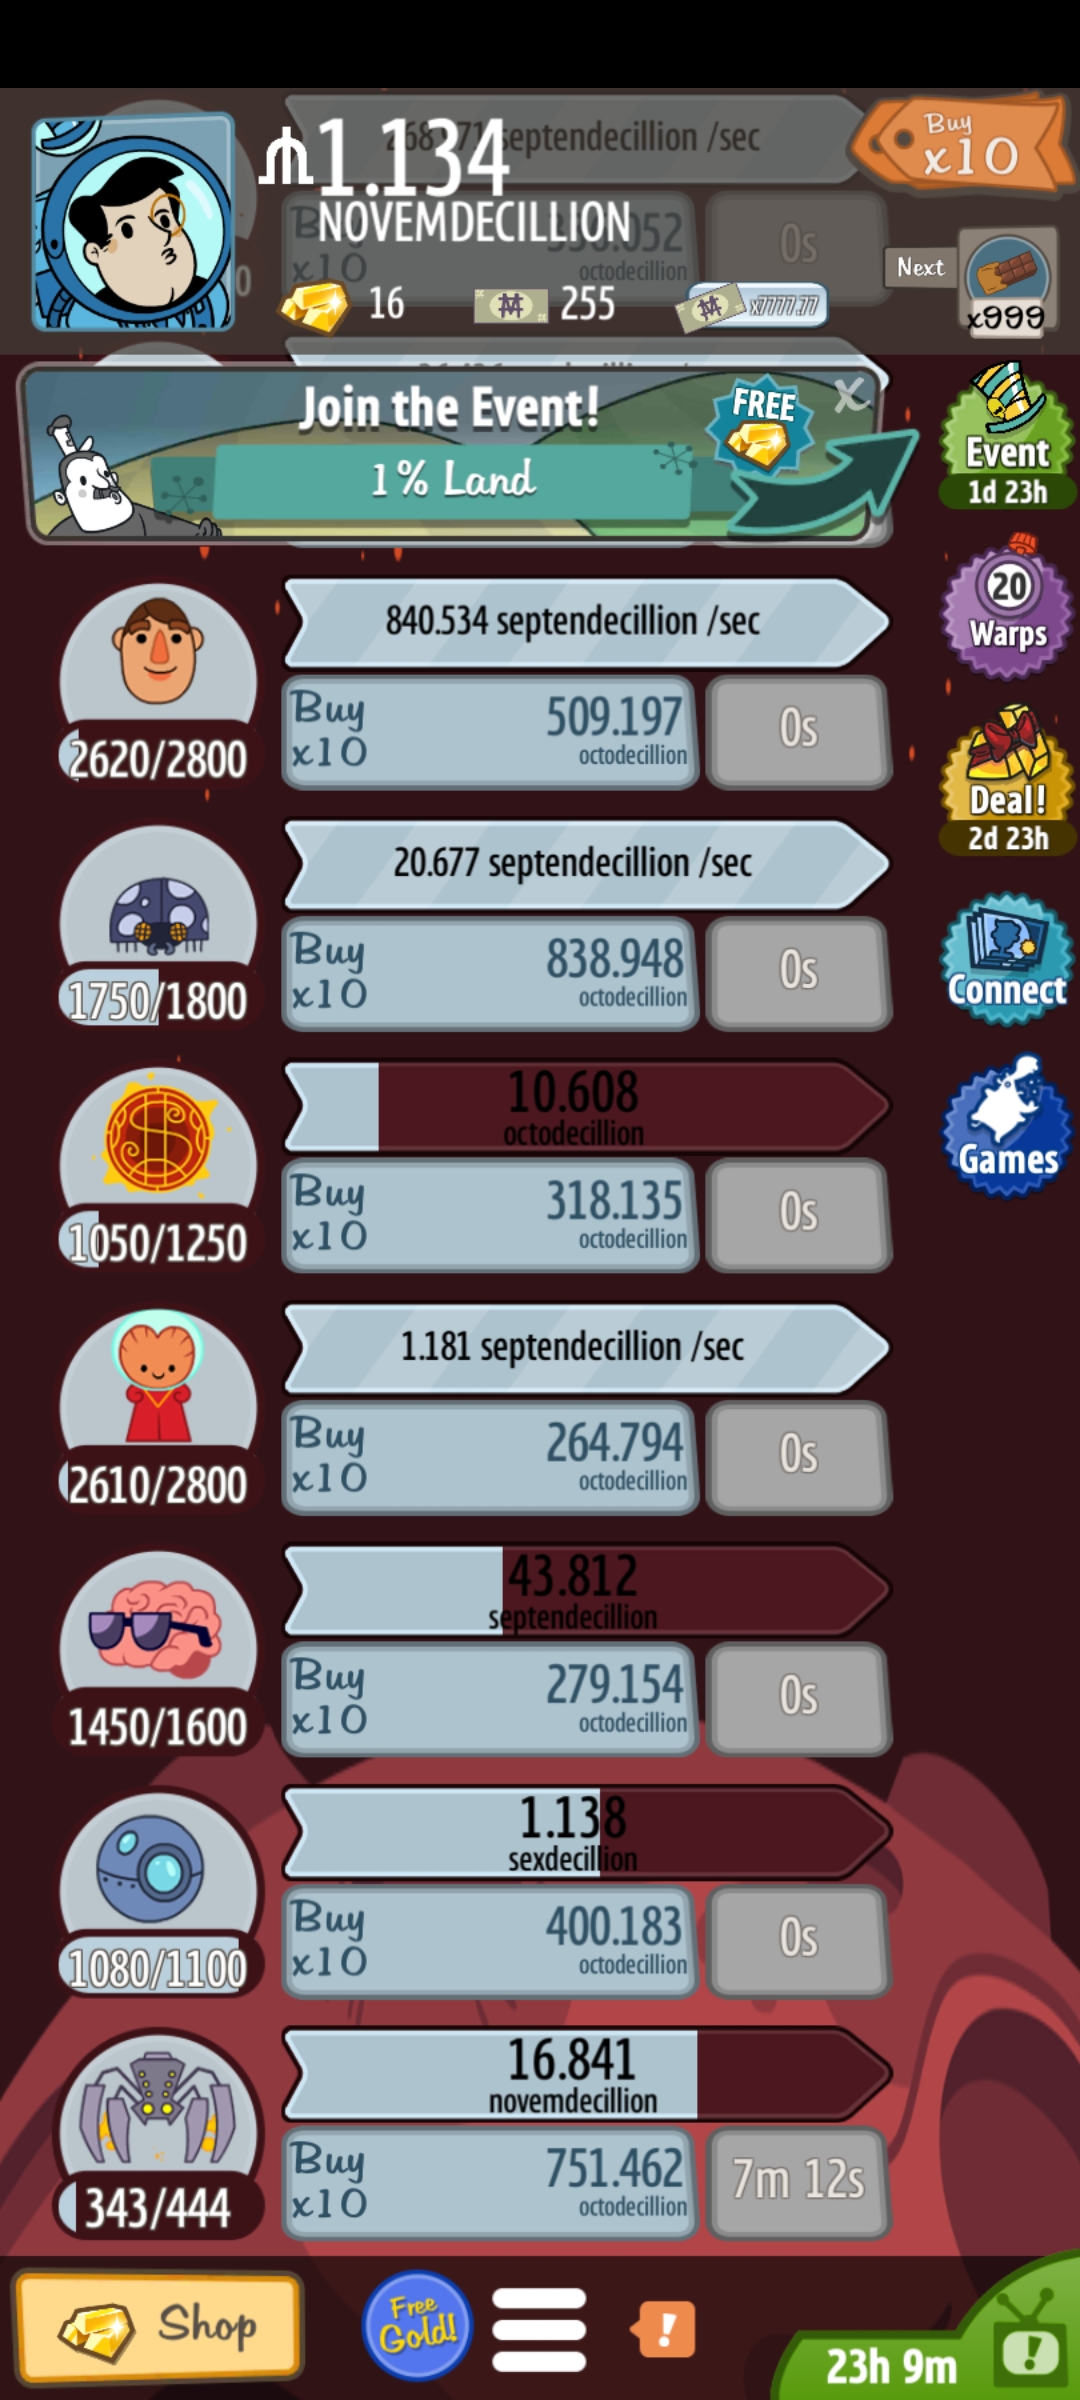 septendecillion /sec
₼1.134
NOVEMDECILLION
Buy
x10
octodecillion
0s
16
255
x7777.77
Buy
x10
Next
x999
Join the Event!
1% Land
FREE
X
Event
1d 23h
20
Warps
Deal!
2d 23h
Connect
Games
840.534 septendecillion /sec
Buy
x10
509.197
octodecillion
0s
2620/2800
20.677 septendecillion /sec
Buy
x10
838.948
octodecillion
0s
1750/1800
10.608
octodecillion
Buy
x10
318.135
octodecillion
0s
1050/1250
1.181 septendecillion /sec
Buy
x10
264.794
octodecillion
0s
2610/2800
43.812
septendecillion
Buy
x10
279.154
octodecillion
0s
1450/1600
1.138
sexdecillion
Buy
x10
400.183
octodecillion
0s
1080/1100
16.841
novemdecillion
Buy
x10
751.462
octodecillion
7m 12s
343/444
Shop
Free
Gold!
!
23h 9m
!